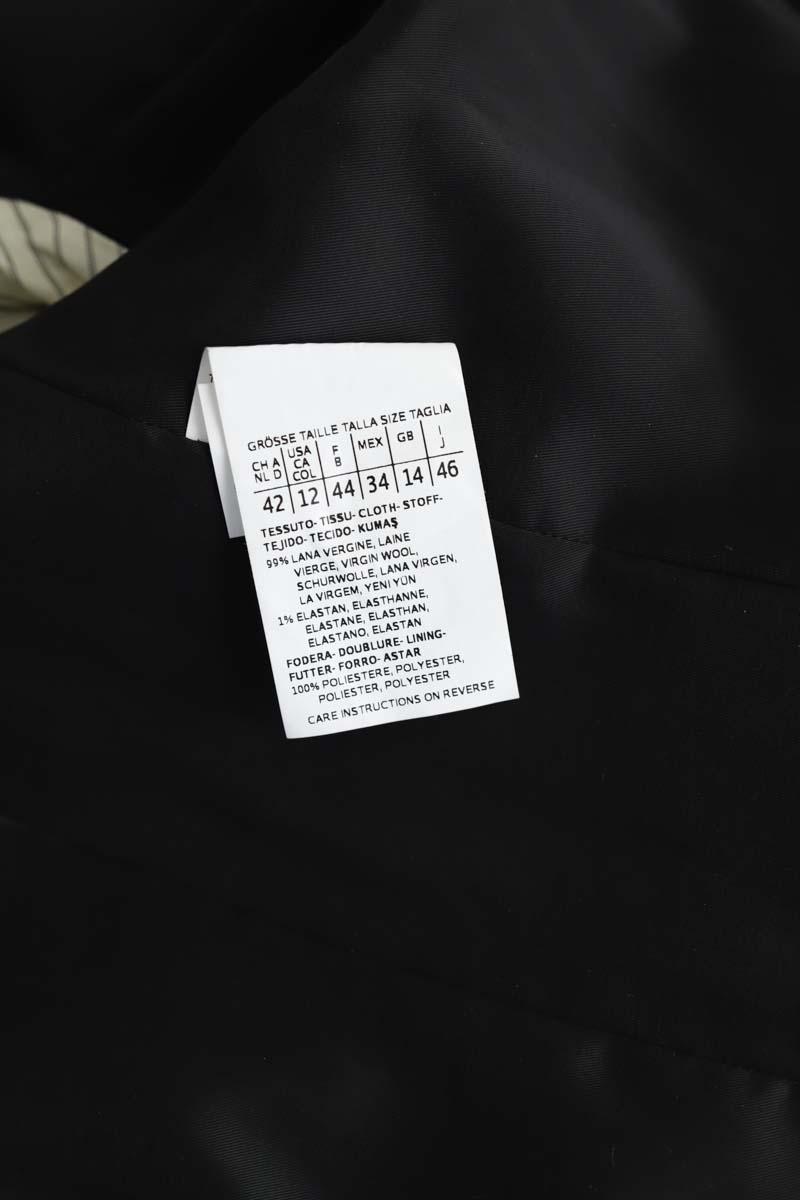 GRÖSSE TAILLE TALLA SIZE TAGLIA
CH A NL D | USA CA COL | F B | MEX | GB | I J
42 | 12 | 44 | 34 | 14 | 46
TESSUTO- TISSU- CLOTH- STOFF-
TEJIDO- TECIDO- KUMAŞ
99% LANA VERGINE, LAINE
VIERGE, VIRGIN WOOL,
SCHURWOLLE, LANA VIRGEN,
LA VIRGEM, YENI YÜN
1% ELASTAN, ELASTHANNE,
ELASTANE, ELASTHAN,
ELASTANO, ELASTAN
FODERA- DOUBLURE- LINING-
FUTTER- FORRO- ASTAR
100% POLIESTERE, POLYESTER,
POLIESTER, POLYESTER
CARE INSTRUCTIONS ON REVERSE